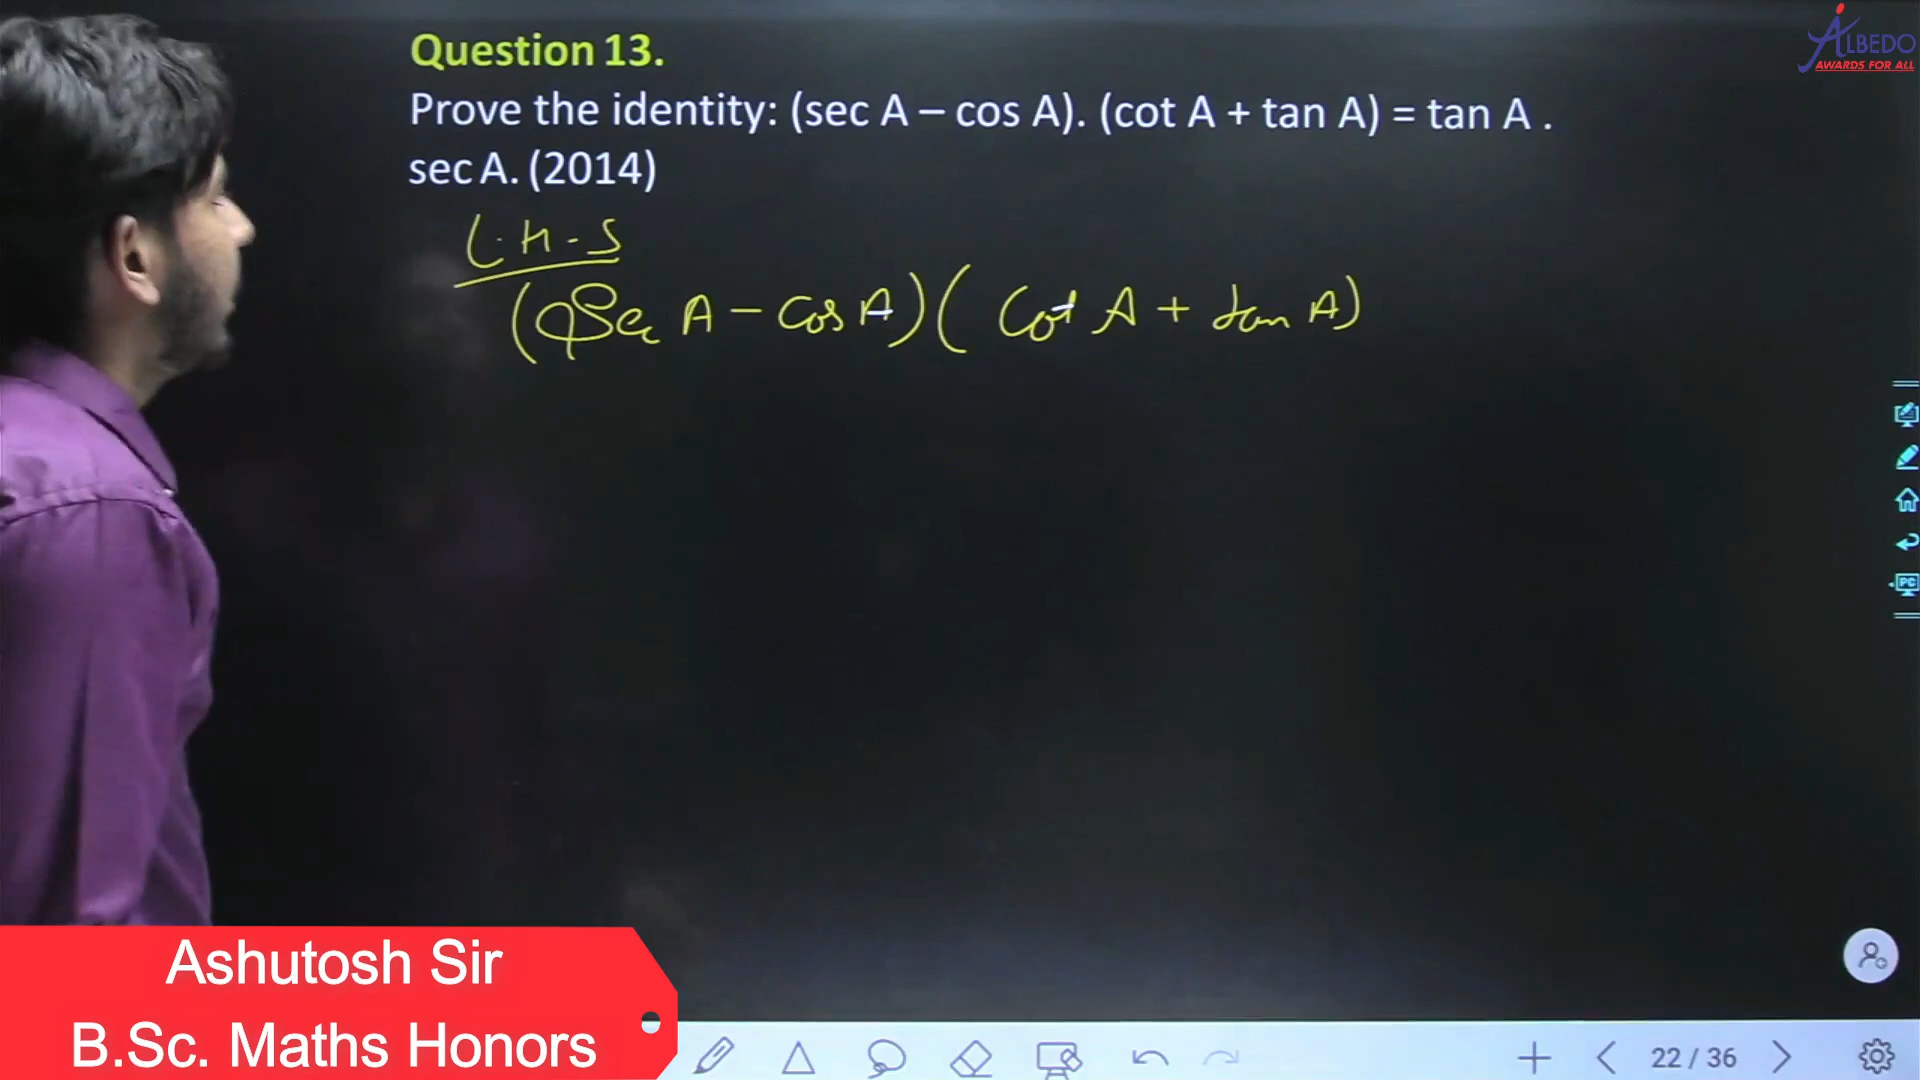 ALBEDO
AWARDS FOR ALL
Question 13.
Prove the identity: (sec A – cos A). (cot A + tan A) = tan A .
sec A. (2014)
L.H.S
(Sec A - Cos A) ( Cot A + tan A)
PC
Ashutosh Sir
B.Sc. Maths Honors
22 / 36